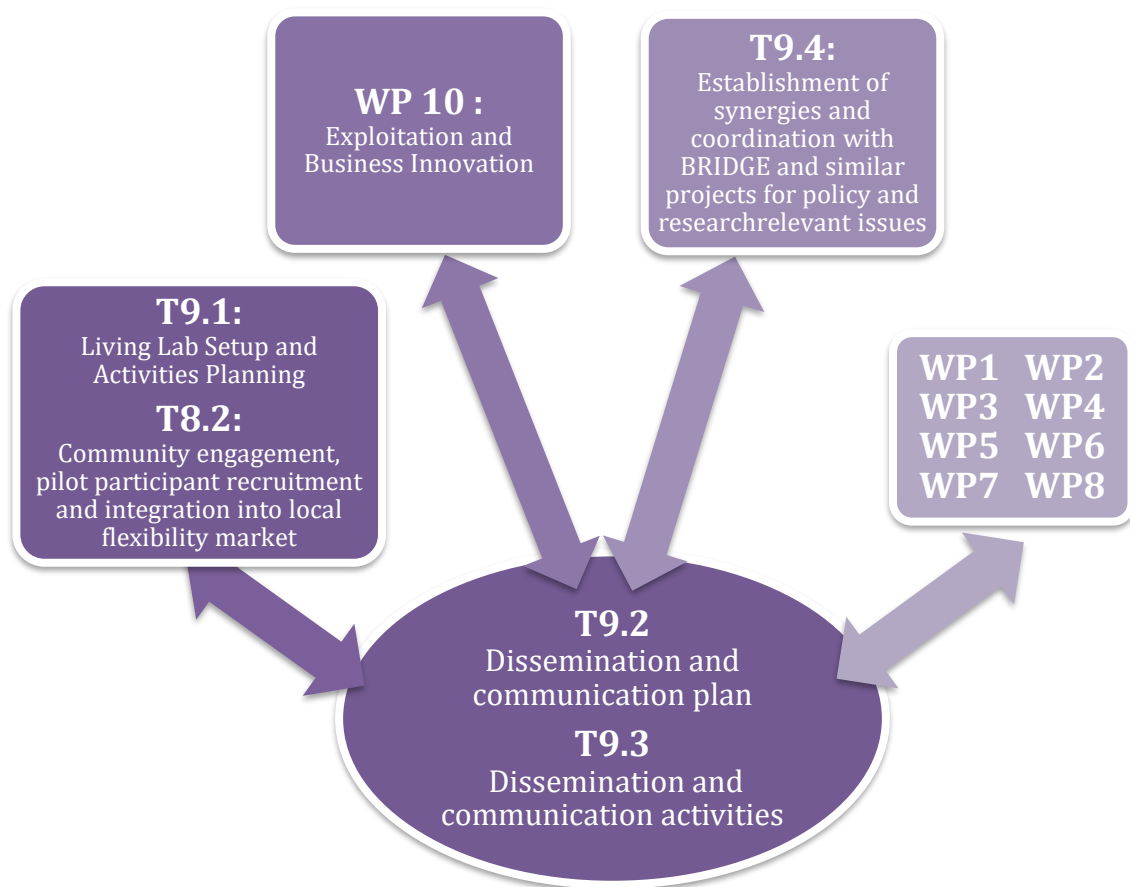 WP 10 :
Exploitation and
Business Innovation
T9.4:
Establishment of
synergies and
coordination with
BRIDGE and similar
projects for policy and
researchrelevant issues
T9.1:
Living Lab Setup and
Activities Planning
T8.2:
Community engagement,
pilot participant recruitment
and integration into local
flexibility market
WP1 WP2
WP3 WP4
WP5 WP6
WP7 WP8
T9.2
Dissemination and
communication plan
T9.3
Dissemination and
communication activities